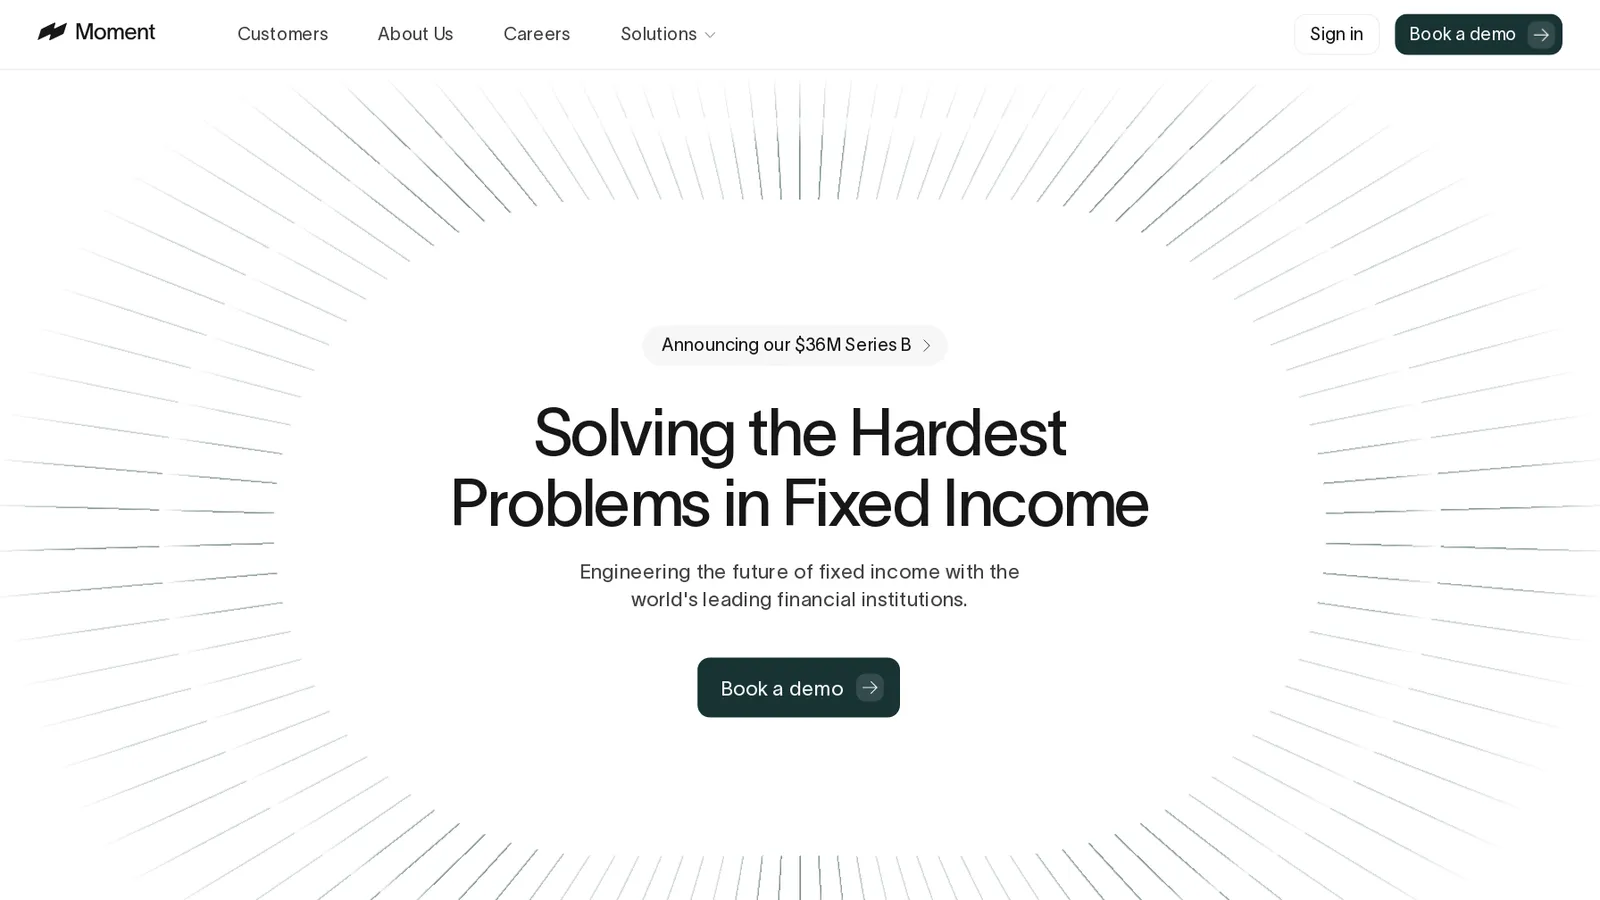 Moment
Customers
About Us
Careers
Solutions
Sign in
Book a demo
Announcing our $36M Series B
Solving the Hardest
Problems in Fixed Income
Engineering the future of fixed income with the
world's leading financial institutions.
Book a demo